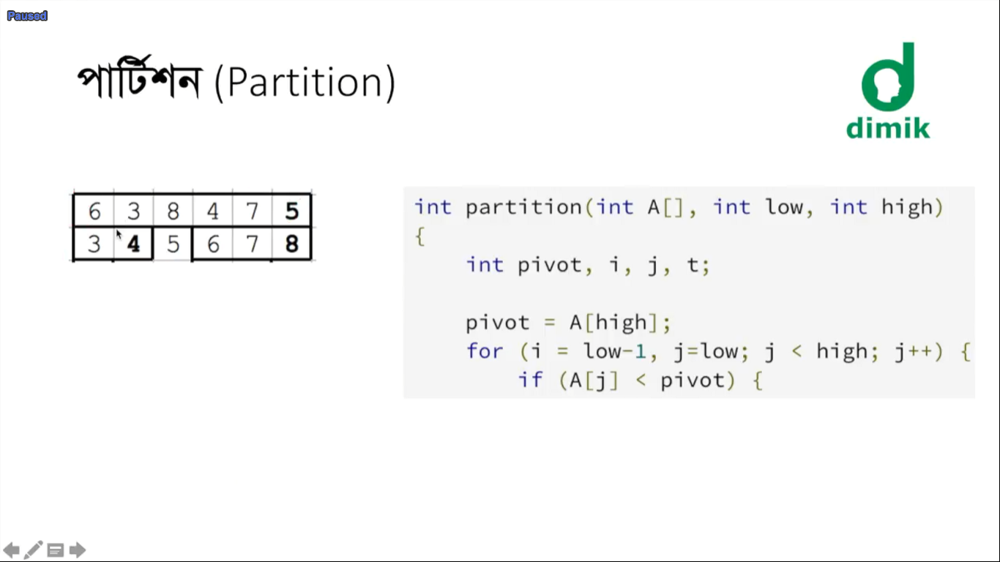 Paused
পার্টিশন (Partition)
dimik
6 3 8 4 7 5
3 4 5 6 7 8
int partition(int A[], int low, int high)
{
    int pivot, i, j, t;
    pivot = A[high];
    for (i = low-1, j=low; j < high; j++) {
        if (A[j] < pivot) {